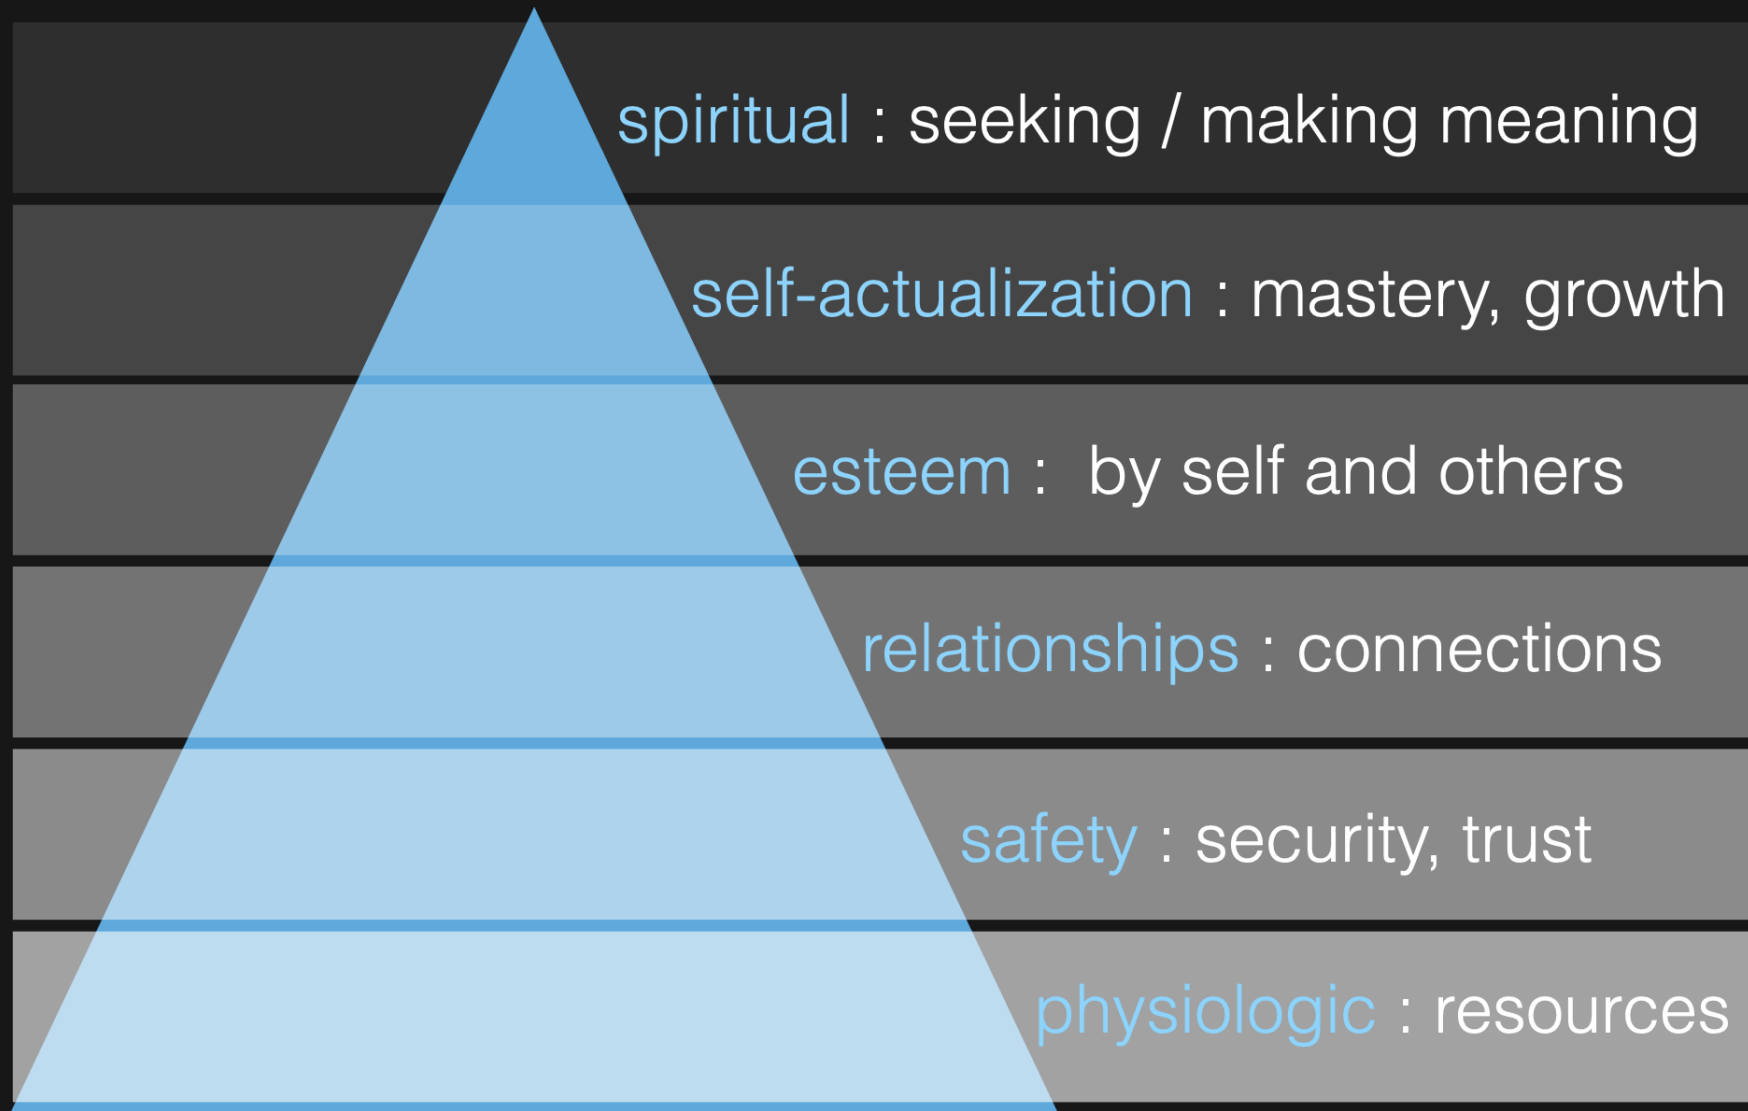 spiritual : seeking / making meaning
self-actualization : mastery, growth
esteem :  by self and others
relationships : connections
safety : security, trust
physiologic : resources